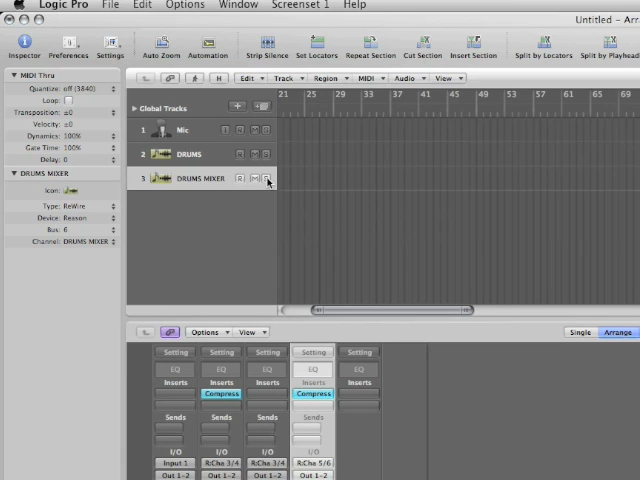 Logic Pro File Edit Options Window Screenset 1 Help
Untitled - Arra
Inspector Preferences Settings Auto Zoom Automation Strip Silence Set Locators Repeat Section Cut Section Insert Section Split by Locators Split by Playhead
MIDI Thru
Edit Track Region MIDI Audio View
Quantize: off (3840)
Loop:
Transposition: ±0
Velocity: ±0
Dynamics: 100%
Gate Time: 100%
Delay: 0
DRUMS MIXER
Icon:
Type: ReWire
Device: Reason
Bus: 6
Channel: DRUMS MIXER
Global Tracks
21 25 29 33 37 41 45 49 53 57 61 65 69
1 Mic I R M S
2 DRUMS R M S
3 DRUMS MIXER R M S
Options View Single Arrange
Setting Setting Setting Setting Setting
EQ EQ EQ EQ EQ
Inserts Inserts Inserts Inserts Inserts
Compress Compress
Sends Sends Sends Sends
I/O I/O I/O I/O
Input 1 R:Cha 3/4 R:Cha 3/4 R:Cha 5/6
Out 1-2 Out 1-2 Out 1-2 Out 1-2